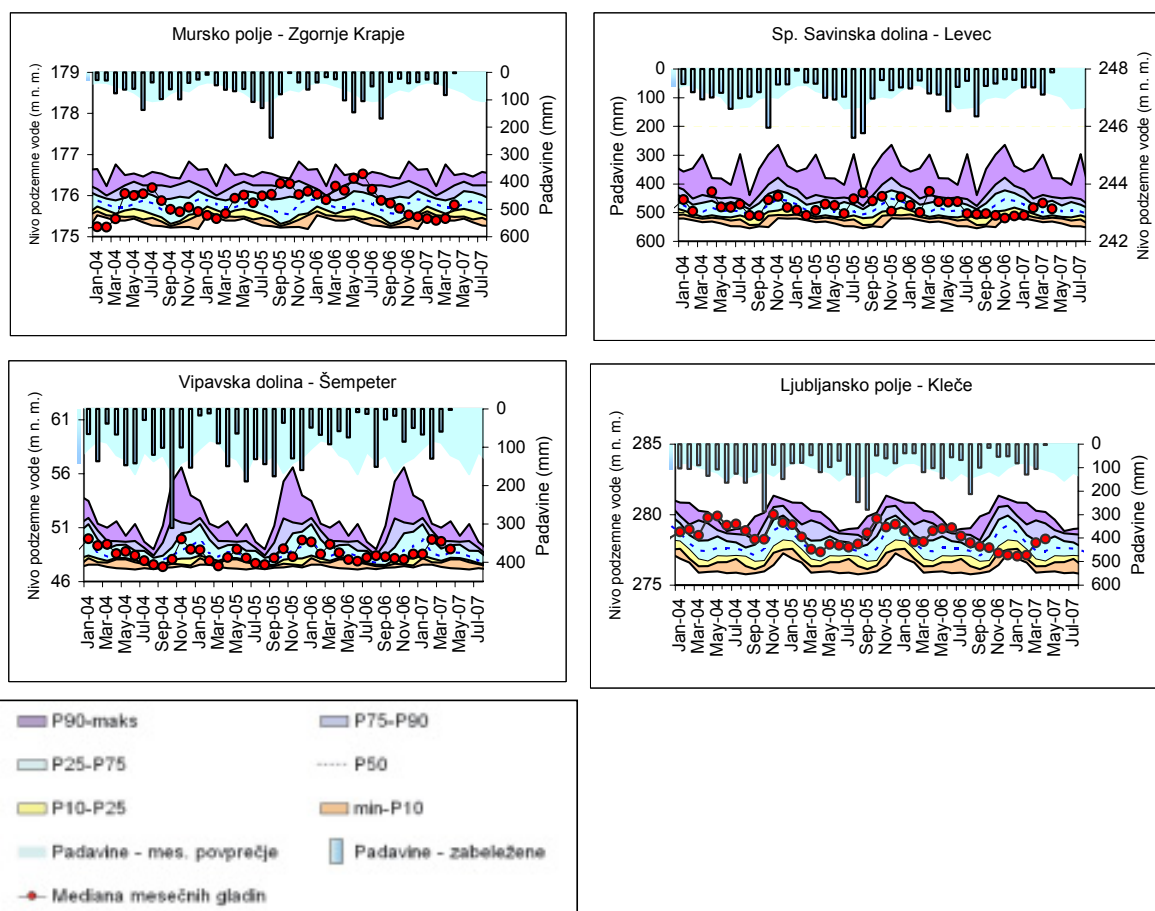 Mursko polje - Zgornje Krapje
Nivo podzemne vode (m n. m.)
179
178
177
176
175
0
100
200
300
400
500
600
Padavine (mm)
Jan-04
Mar-04
May-04
Jul-04
Sep-04
Nov-04
Jan-05
Mar-05
May-05
Jul-05
Sep-05
Nov-05
Jan-06
Mar-06
May-06
Jul-06
Sep-06
Nov-06
Jan-07
Mar-07
May-07
Jul-07
Sp. Savinska dolina - Levec
Padavine (mm)
0
100
200
300
400
500
600
248
246
244
242
Nivo podzemne vode (m n. m.)
Jan-04
Mar-04
May-04
Jul-04
Sep-04
Nov-04
Jan-05
Mar-05
May-05
Jul-05
Sep-05
Nov-05
Jan-06
Mar-06
May-06
Jul-06
Sep-06
Nov-06
Jan-07
Mar-07
May-07
Jul-07
Vipavska dolina - Šempeter
Nivo podzemne vode (m n. m.)
61
56
51
46
0
100
200
300
400
Padavine (mm)
Jan-04
Mar-04
May-04
Jul-04
Sep-04
Nov-04
Jan-05
Mar-05
May-05
Jul-05
Sep-05
Nov-05
Jan-06
Mar-06
May-06
Jul-06
Sep-06
Nov-06
Jan-07
Mar-07
May-07
Jul-07
Ljubljansko polje - Kleče
Nivo podzemne vode (m n. m.)
285
280
275
0
100
200
300
400
500
600
Padavine (mm)
Jan-04
Mar-04
May-04
Jul-04
Sep-04
Nov-04
Jan-05
Mar-05
May-05
Jul-05
Sep-05
Nov-05
Jan-06
Mar-06
May-06
Jul-06
Sep-06
Nov-06
Jan-07
Mar-07
May-07
Jul-07
P90-maks
P75-P90
P25-P75
P50
P10-P25
min-P10
Padavine - mes. povprečje
Padavine - zabeležene
Mediana mesečnih gladin